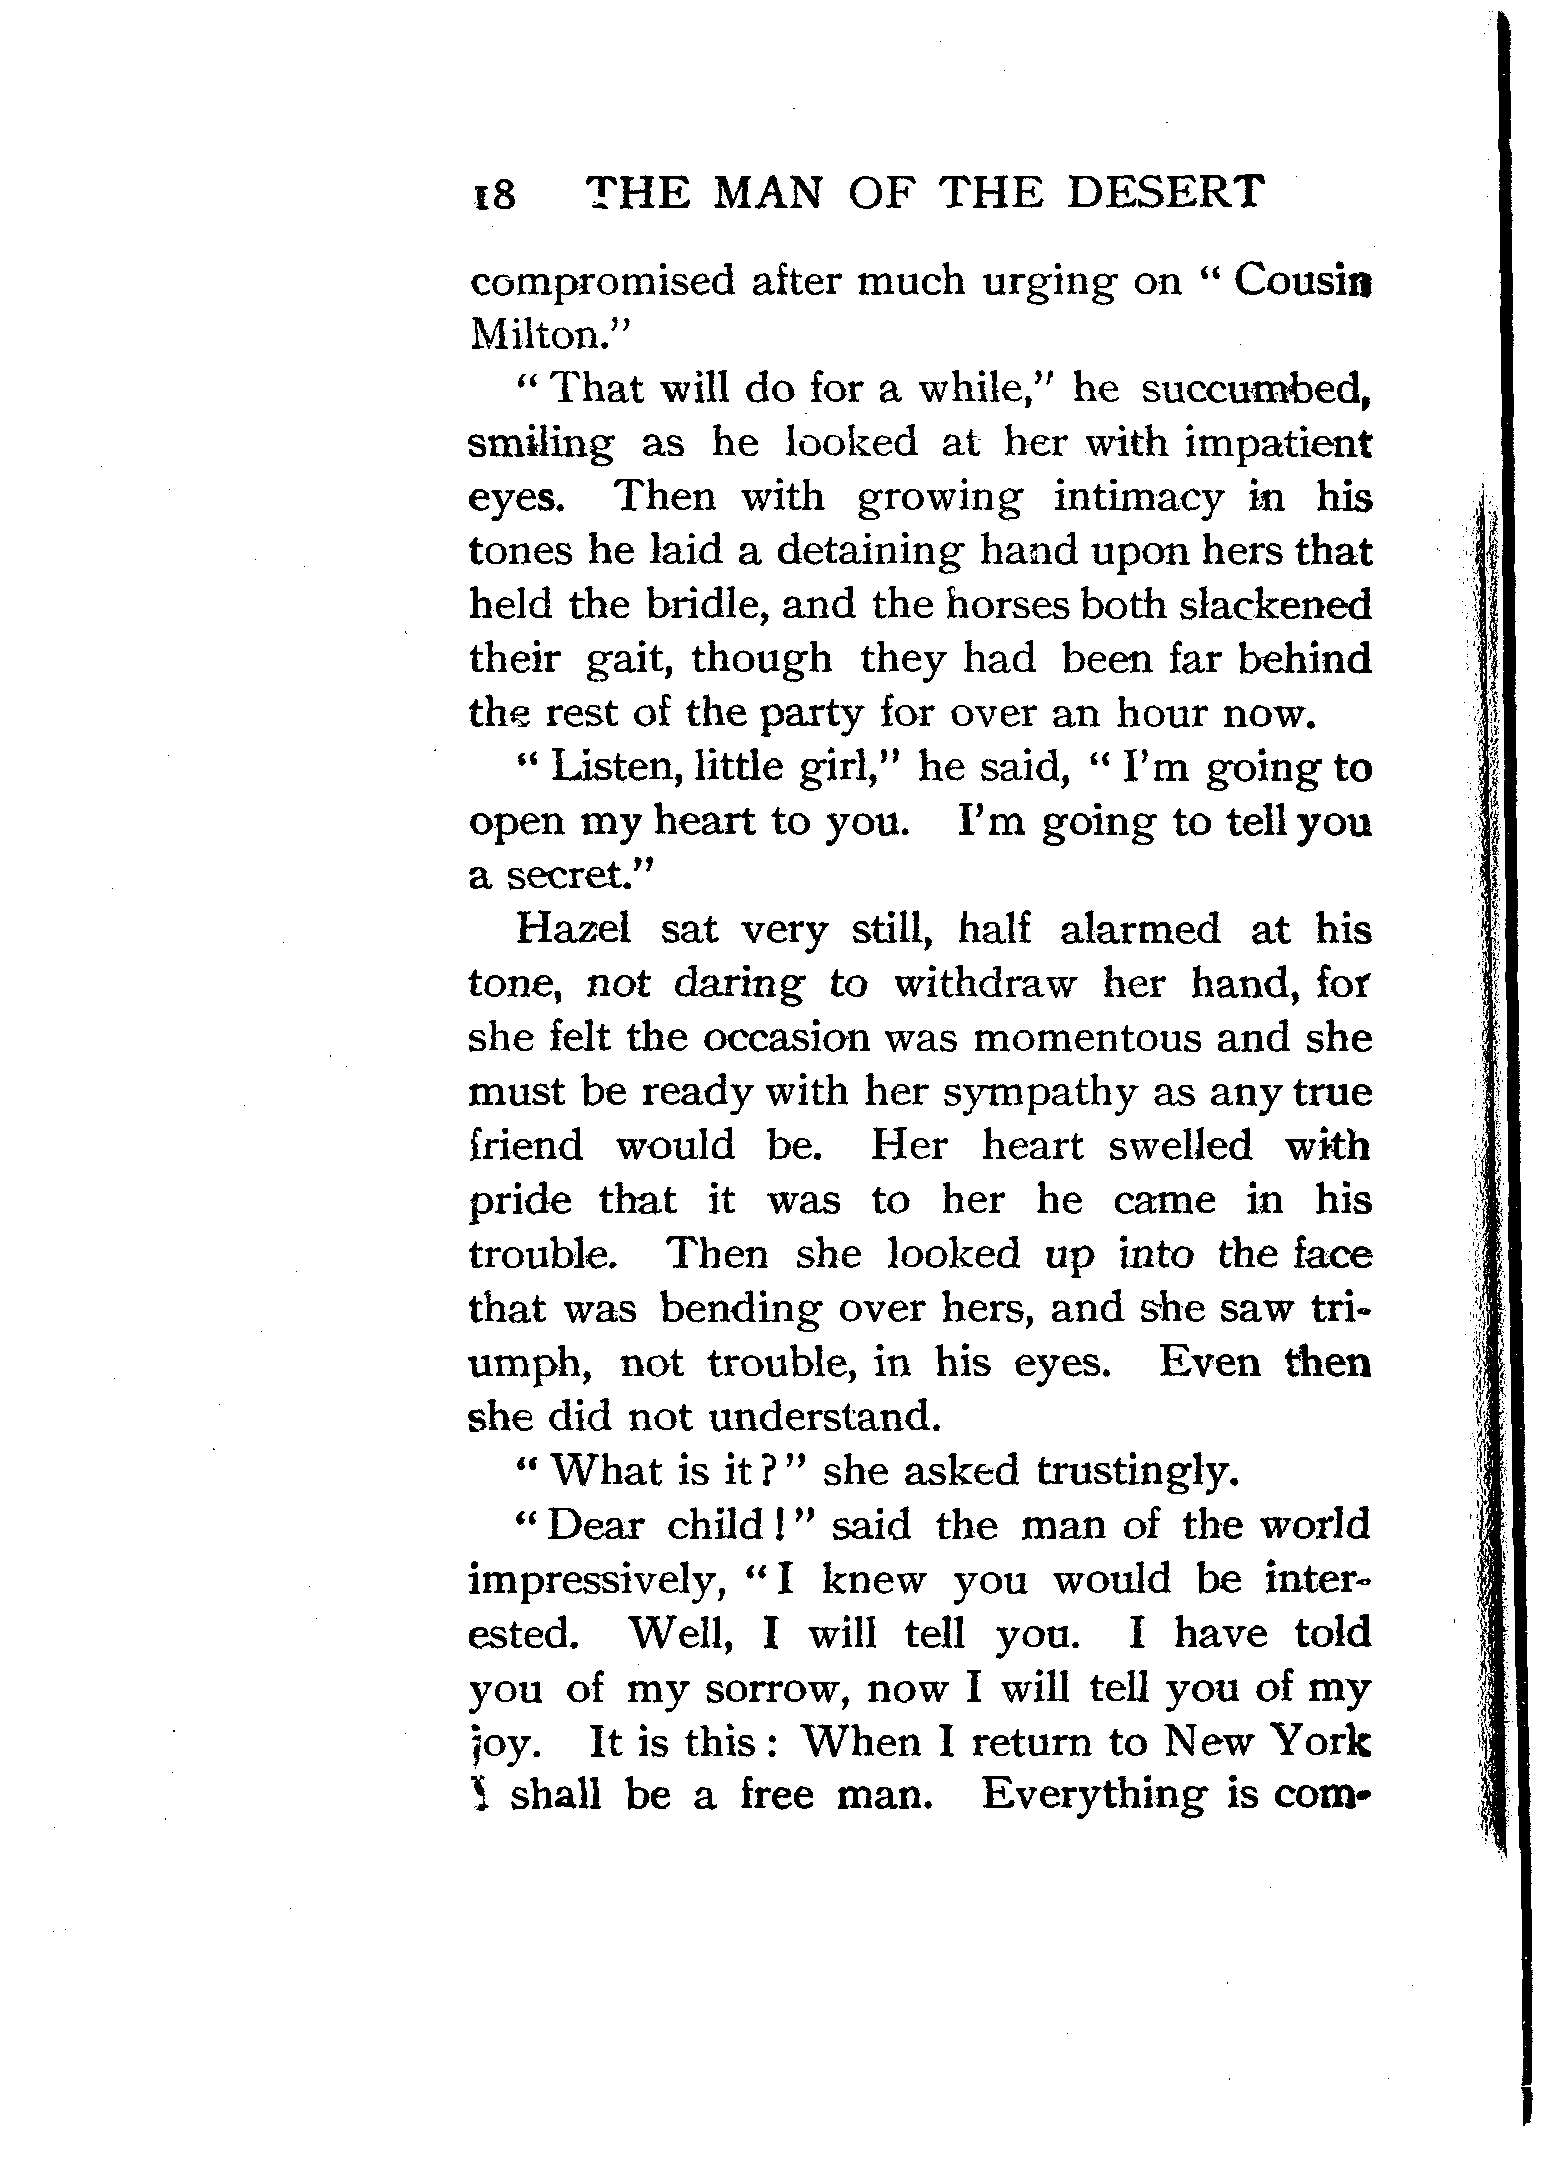 18 THE MAN OF THE DESERT
compromised after much urging on “ Cousin
Milton.”
“ That will do for a while,” he succumbed,
smiling as he looked at her with impatient
eyes. Then with growing intimacy in his
tones he laid a detaining hand upon hers that
held the bridle, and the horses both slackened
their gait, though they had been far behind
the rest of the party for over an hour now.
“ Listen, little girl,” he said, “ I’m going to
open my heart to you. I’m going to tell you
a secret.”
Hazel sat very still, half alarmed at his
tone, not daring to withdraw her hand, for
she felt the occasion was momentous and she
must be ready with her sympathy as any true
friend would be. Her heart swelled with
pride that it was to her he came in his
trouble. Then she looked up into the face
that was bending over hers, and she saw tri-
umph, not trouble, in his eyes. Even then
she did not understand.
“ What is it ? ” she asked trustingly.
“ Dear child ! ” said the man of the world
impressively, “ I knew you would be inter-
ested. Well, I will tell you. I have told
you of my sorrow, now I will tell you of my
joy. It is this : When I return to New York
I shall be a free man. Everything is com-